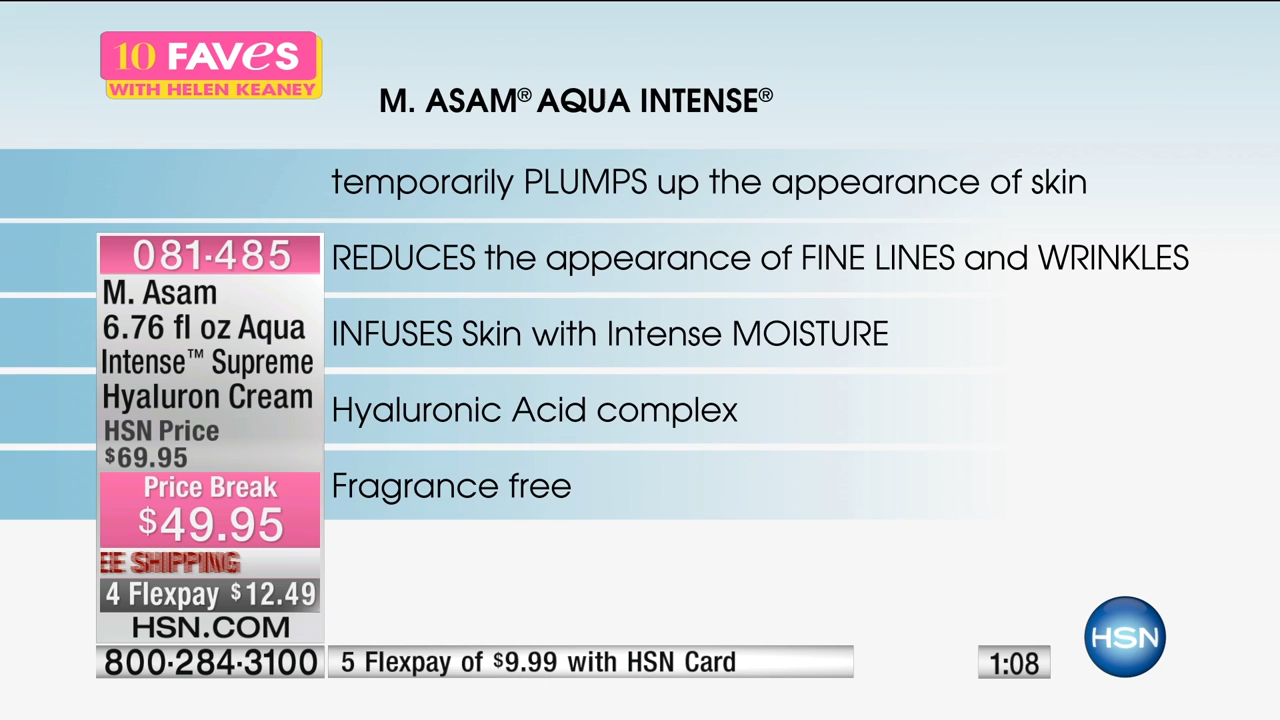 10 FAVeS
WITH HELEN KEANEY
M. ASAM® AQUA INTENSE®
temporarily PLUMPS up the appearance of skin
REDUCES the appearance of FINE LINES and WRINKLES
INFUSES Skin with Intense MOISTURE
Hyaluronic Acid complex
Fragrance free
081·485
M. Asam
6.76 fl oz Aqua
Intense™ Supreme
Hyaluron Cream
HSN Price
$69.95
Price Break
$49.95
EE SHIPPING
4 Flexpay $12.49
HSN.COM
800·284·3100
5 Flexpay of $9.99 with HSN Card
1:08
HSN